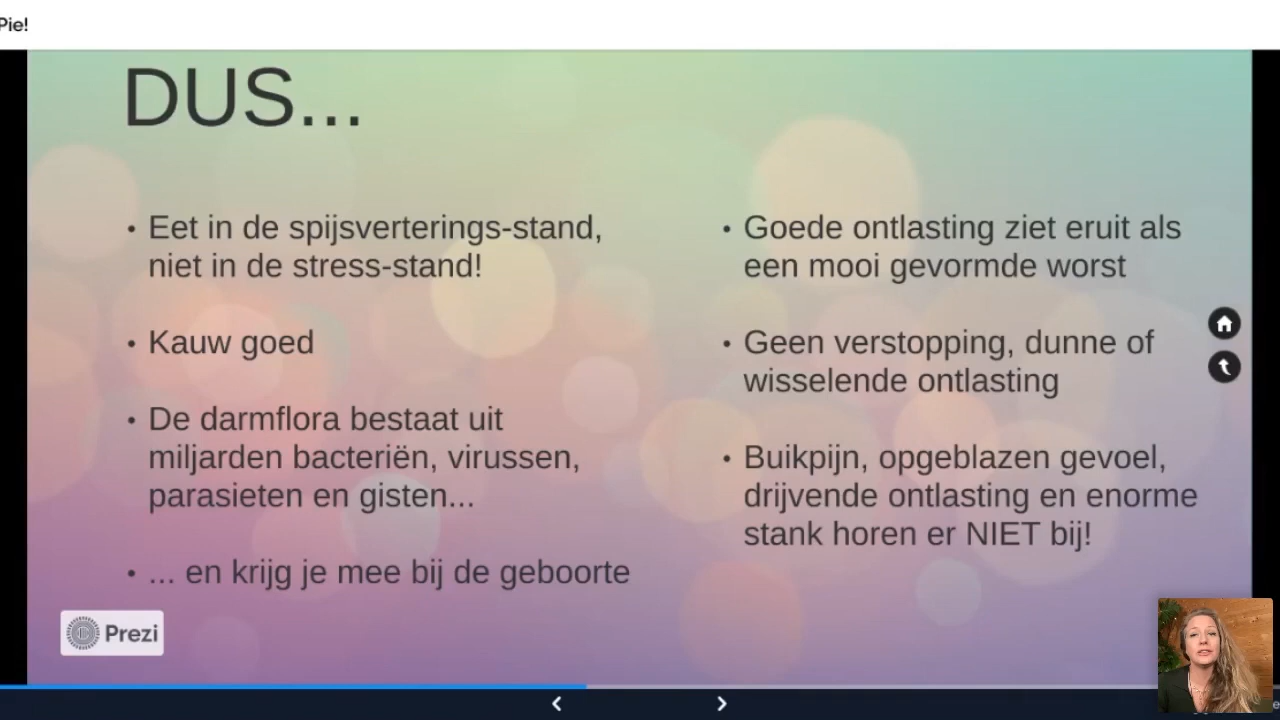 Pie!
DUS...
• Eet in de spijsverterings-stand,
niet in de stress-stand!
• Kauw goed
• De darmflora bestaat uit
miljarden bacteriën, virussen,
parasieten en gisten...
• ... en krijg je mee bij de geboorte
• Goede ontlasting ziet eruit als
een mooi gevormde worst
• Geen verstopping, dunne of
wisselende ontlasting
• Buikpijn, opgeblazen gevoel,
drijvende ontlasting en enorme
stank horen er NIET bij!
Prezi